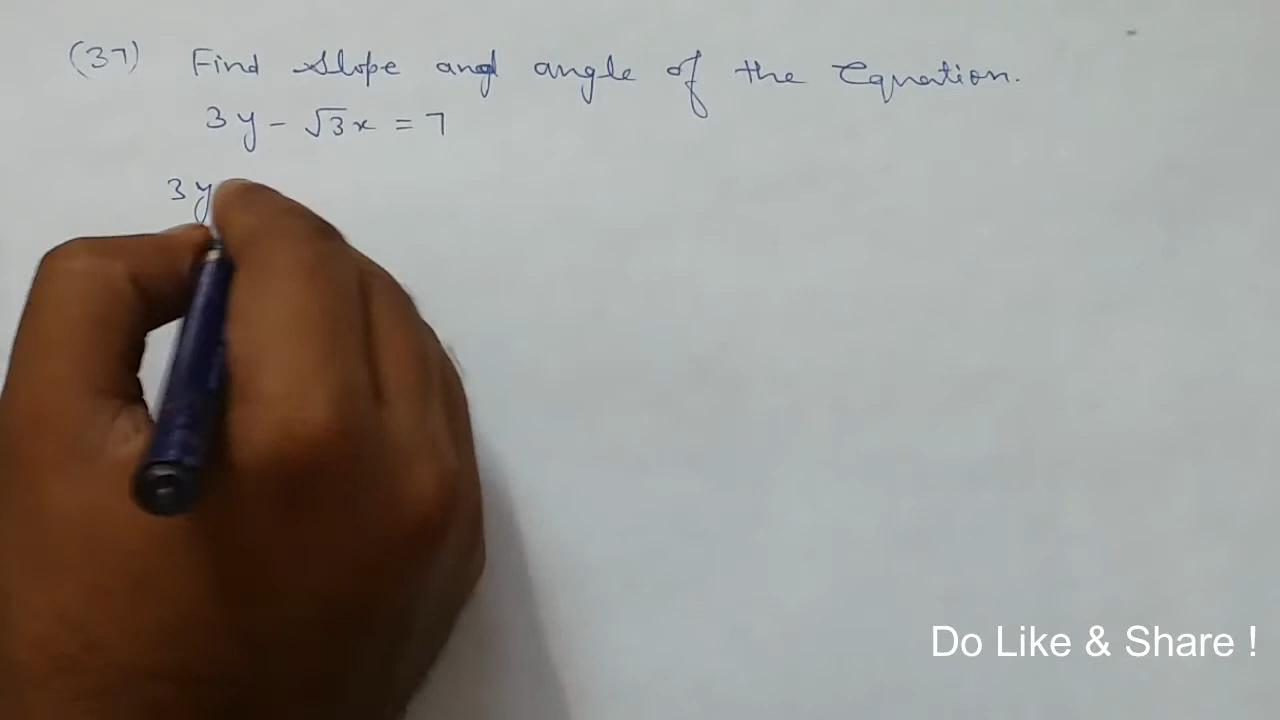 (37) Find slope and angle of the Equation.
3y - √3x = 7
3y
Do Like & Share !